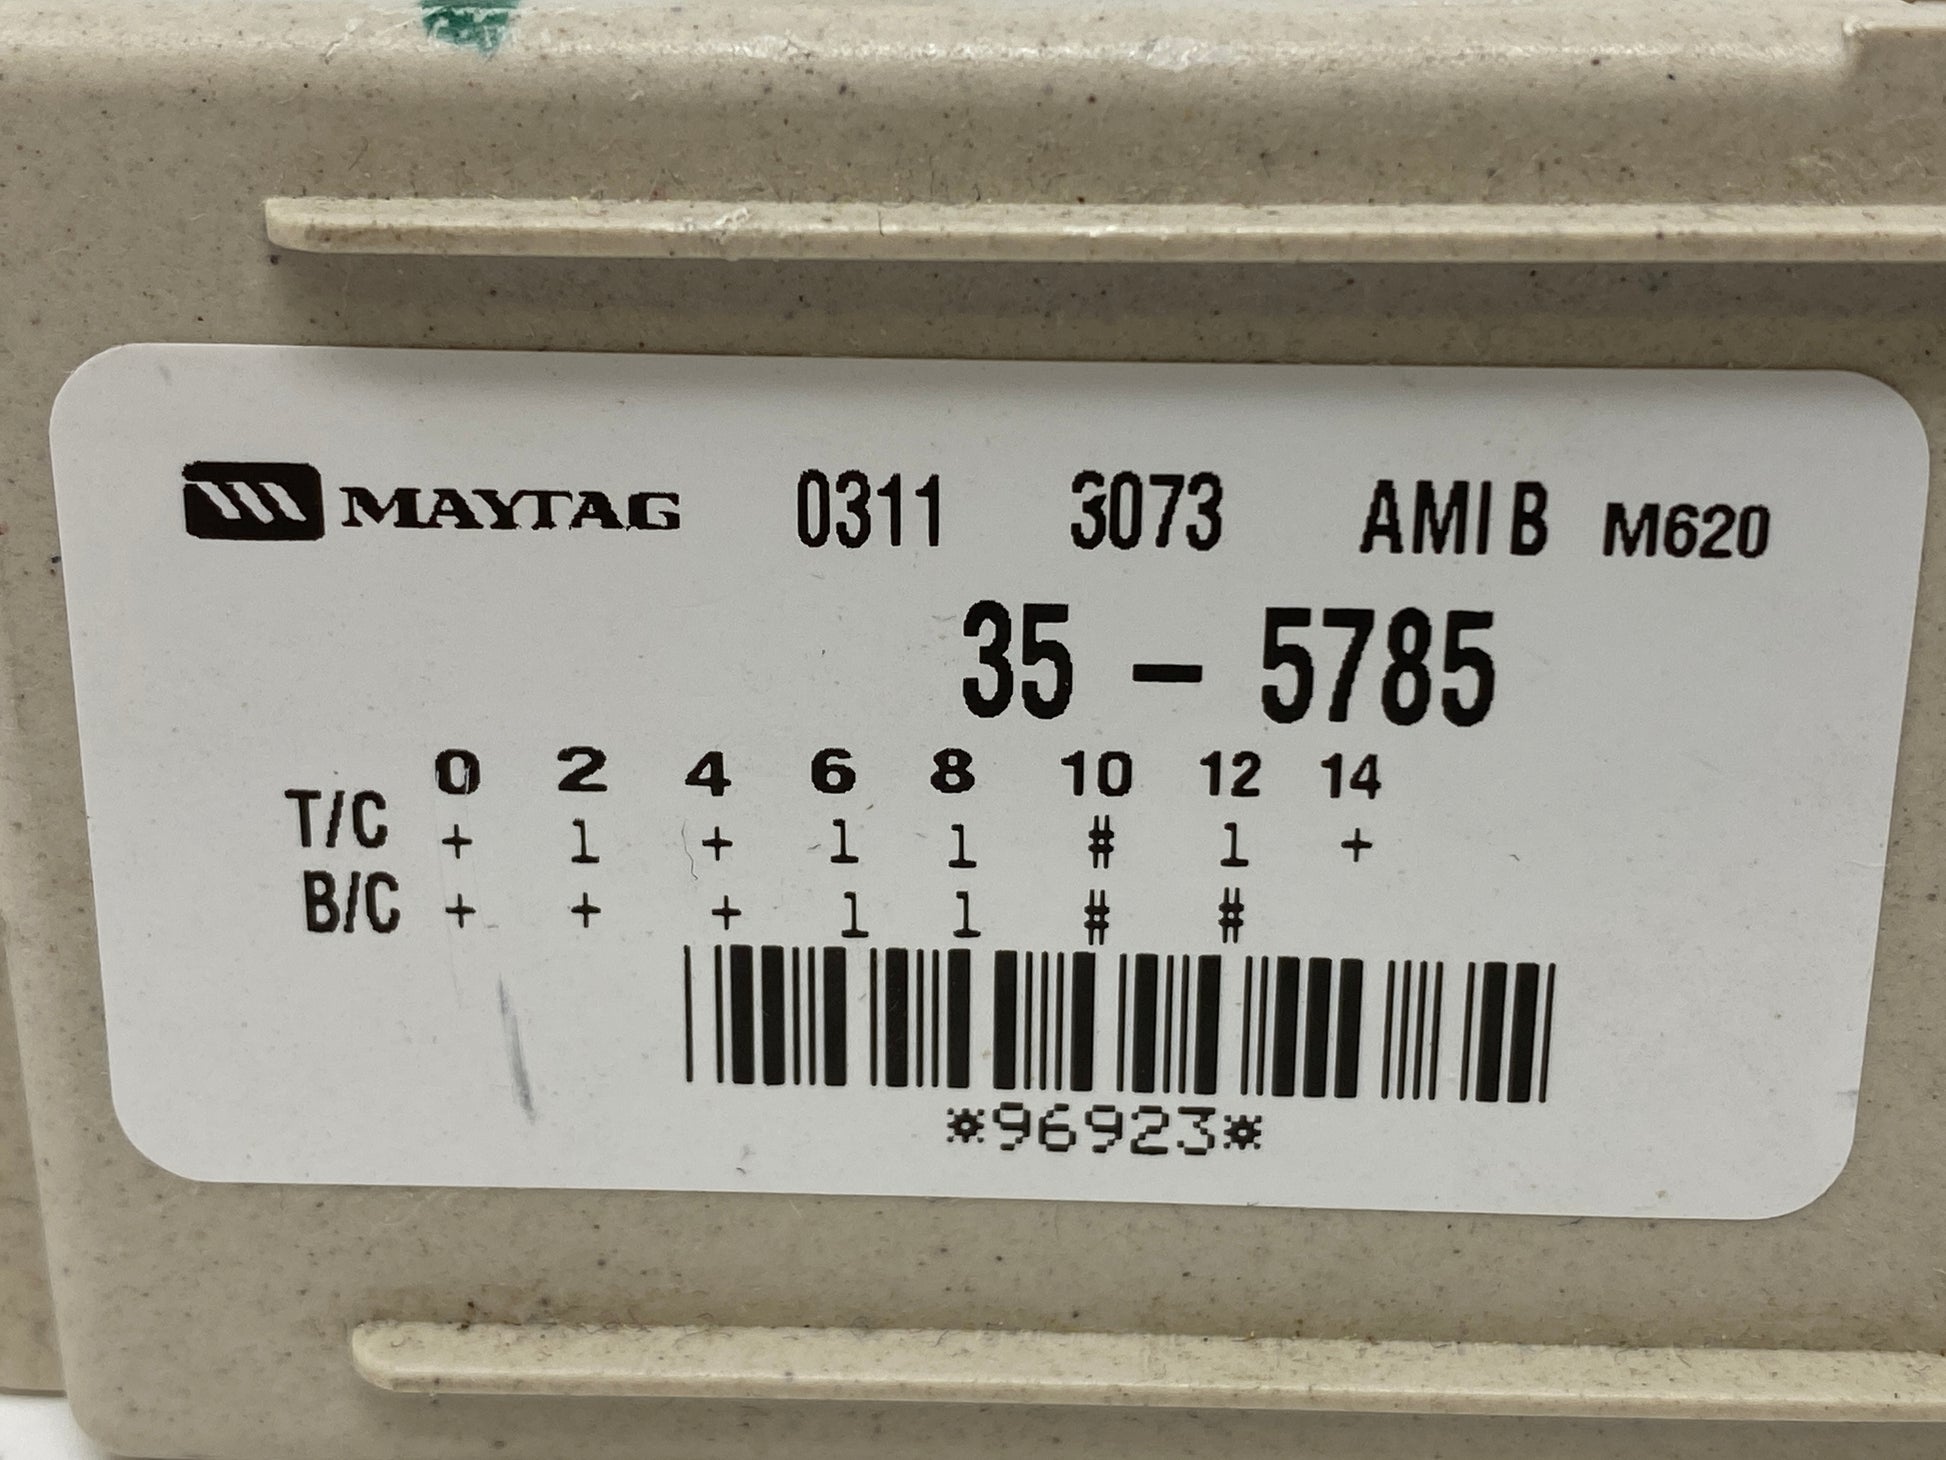 MAYTAG 0311 3073 AMI B M620
35 - 5785
0 2 4 6 8 10 12 14
T/C + 1 + 1 1 # 1 +
B/C + + + 1 1 # #
*96923*